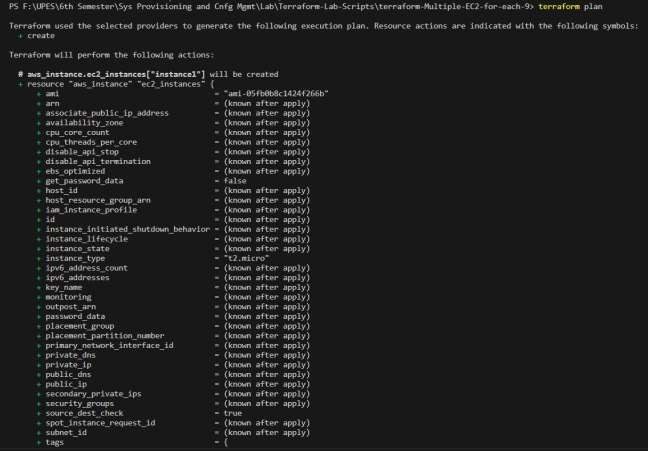 PS F:\UPES\6th Semester\Sys Provisioning and Cnfg Mgmt\Lab\Terraform-Lab-Scripts\terraform-Multiple-EC2-for-each-9> terraform plan
Terraform used the selected providers to generate the following execution plan. Resource actions are indicated with the following symbols:
+ create
Terraform will perform the following actions:
# aws_instance.ec2_instances["instance1"] will be created
+ resource "aws_instance" "ec2_instances" {
+ ami = "ami-05fb0b8c1424f266b"
+ arn = (known after apply)
+ associate_public_ip_address = (known after apply)
+ availability_zone = (known after apply)
+ cpu_core_count = (known after apply)
+ cpu_threads_per_core = (known after apply)
+ disable_api_stop = (known after apply)
+ disable_api_termination = (known after apply)
+ ebs_optimized = (known after apply)
+ get_password_data = false
+ host_id = (known after apply)
+ host_resource_group_arn = (known after apply)
+ iam_instance_profile = (known after apply)
+ id = (known after apply)
+ instance_initiated_shutdown_behavior = (known after apply)
+ instance_lifecycle = (known after apply)
+ instance_state = (known after apply)
+ instance_type = "t2.micro"
+ ipv6_address_count = (known after apply)
+ ipv6_addresses = (known after apply)
+ key_name = (known after apply)
+ monitoring = (known after apply)
+ outpost_arn = (known after apply)
+ password_data = (known after apply)
+ placement_group = (known after apply)
+ placement_partition_number = (known after apply)
+ primary_network_interface_id = (known after apply)
+ private_dns = (known after apply)
+ private_ip = (known after apply)
+ public_dns = (known after apply)
+ public_ip = (known after apply)
+ secondary_private_ips = (known after apply)
+ security_groups = (known after apply)
+ source_dest_check = true
+ spot_instance_request_id = (known after apply)
+ subnet_id = (known after apply)
+ tags = {